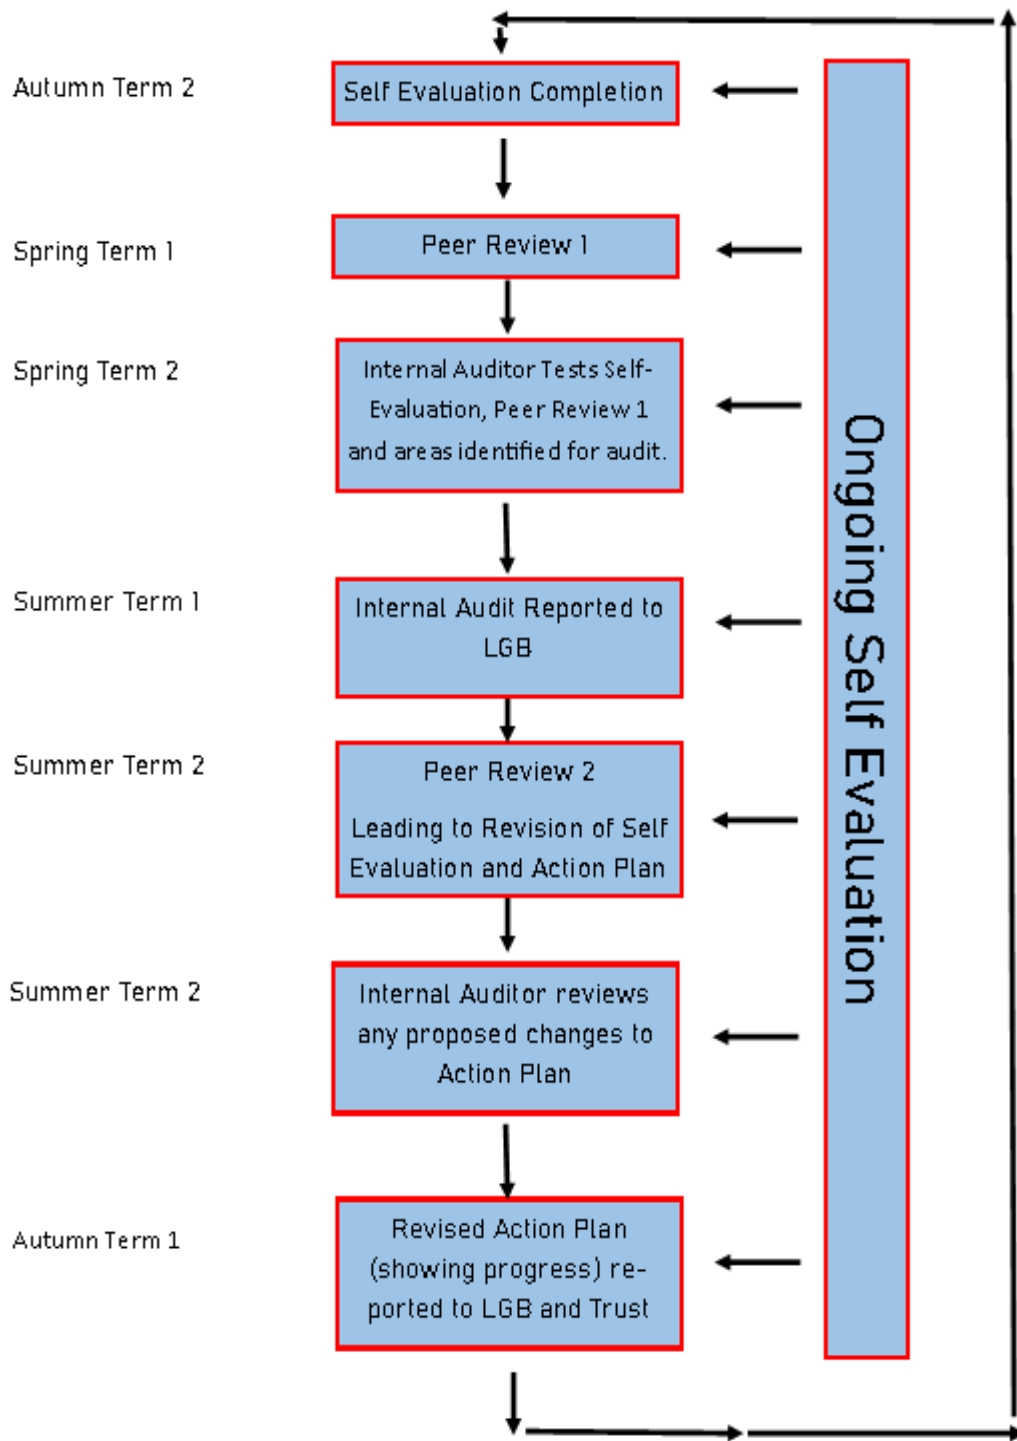 Autumn Term 2
Self Evaluation Completion
Spring Term 1
Peer Review 1
Spring Term 2
Internal Auditor Tests Self-
Evaluation, Peer Review 1
and areas identified for audit.
Summer Term 1
Internal Audit Reported to
LGB
Summer Term 2
Peer Review 2
Leading to Revision of Self
Evaluation and Action Plan
Summer Term 2
Internal Auditor reviews
any proposed changes to
Action Plan
Autumn Term 1
Revised Action Plan
(showing progress) re-
ported to LGB and Trust
Ongoing Self Evaluation